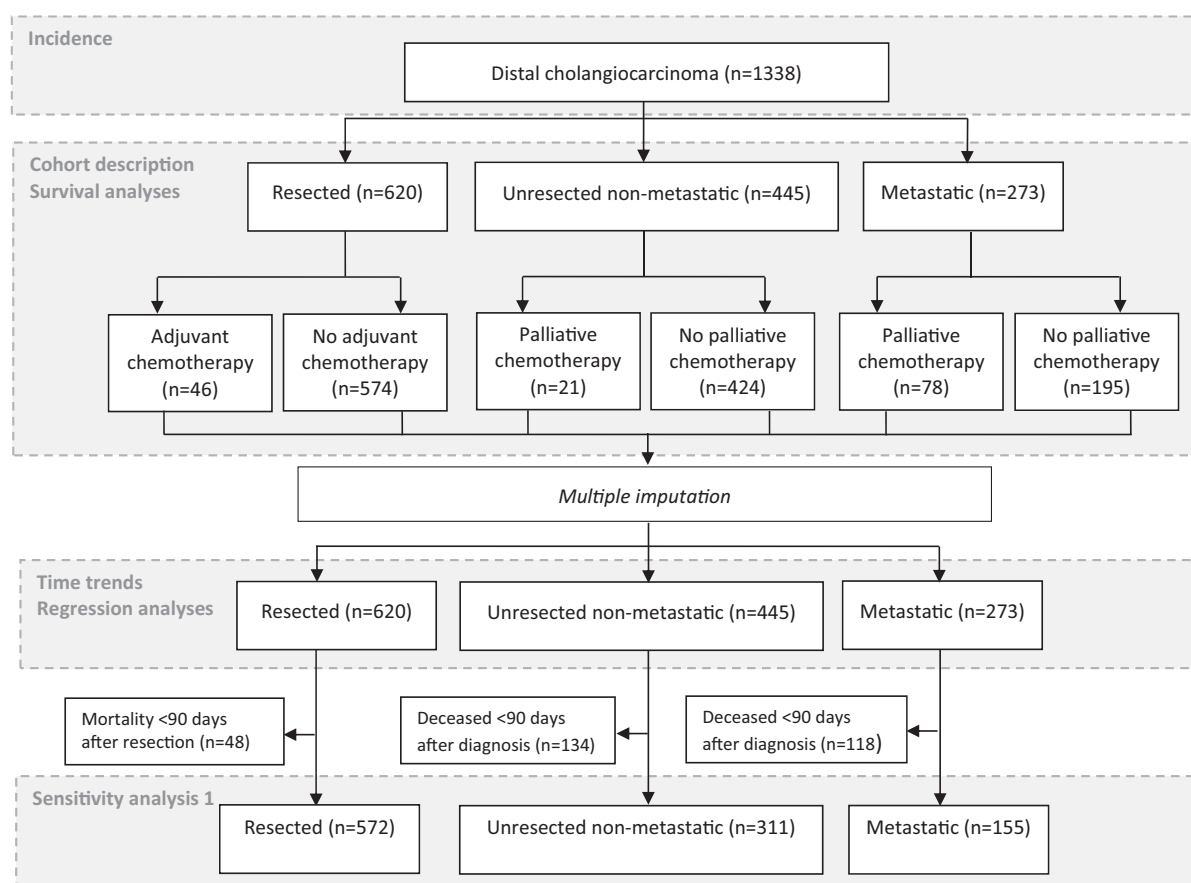 Incidence
Distal cholangiocarcinoma (n=1338)
Cohort description
Survival analyses
Resected (n=620)
Unresected non-metastatic (n=445)
Metastatic (n=273)
Adjuvant
chemotherapy
(n=46)
No adjuvant
chemotherapy
(n=574)
Palliative
chemotherapy
(n=21)
No palliative
chemotherapy
(n=424)
Palliative
chemotherapy
(n=78)
No palliative
chemotherapy
(n=195)
Multiple imputation
Time trends
Regression analyses
Resected (n=620)
Unresected non-metastatic (n=445)
Metastatic (n=273)
Mortality <90 days
after resection (n=48)
Deceased <90 days
after diagnosis (n=134)
Deceased <90 days
after diagnosis (n=118)
Sensitivity analysis 1
Resected (n=572)
Unresected non-metastatic (n=311)
Metastatic (n=155)